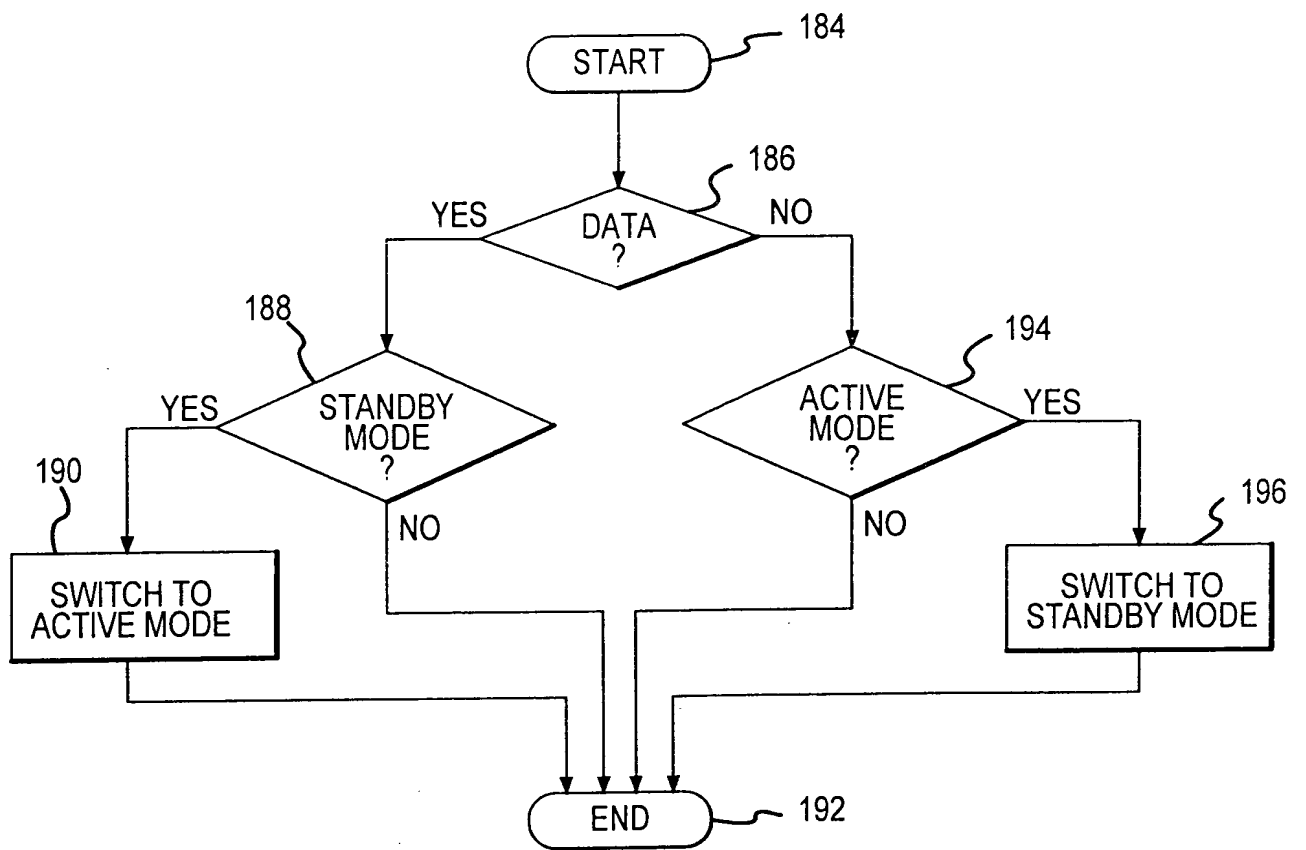 184
START
186
YES
DATA
?
NO
188
194
YES
STANDBY
MODE
?
ACTIVE
MODE
?
YES
190
NO
NO
196
SWITCH TO
ACTIVE MODE
SWITCH TO
STANDBY MODE
END
192